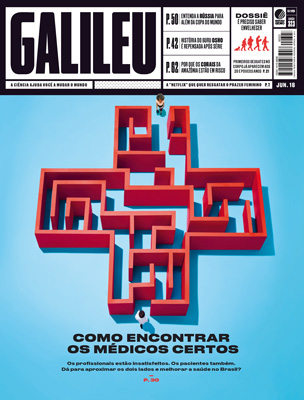 GALILEU
A CIÊNCIA AJUDA VOCÊ A MUDAR O MUNDO
P. 50 ENTENDA A RÚSSIA PARA
ALÉM DA COPA DO MUNDO
P. 42 HISTÓRIA DO GURU OSHO
É REPENSADA APÓS SÉRIE
P. 62 POR QUE OS CORAIS DA
AMAZÔNIA ESTÃO EM RISCO
DOSSIÊ
É PRECISO SABER
ENVELHECER
A "NETFLIX" QUE QUER RESGATAR O PRAZER FEMININO P. 7
JUN. 18
COMO ENCONTRAR
OS MÉDICOS CERTOS
Os profissionais estão insatisfeitos. Os pacientes também.
Dá para aproximar os dois lados e melhorar a saúde no Brasil?
P. 20